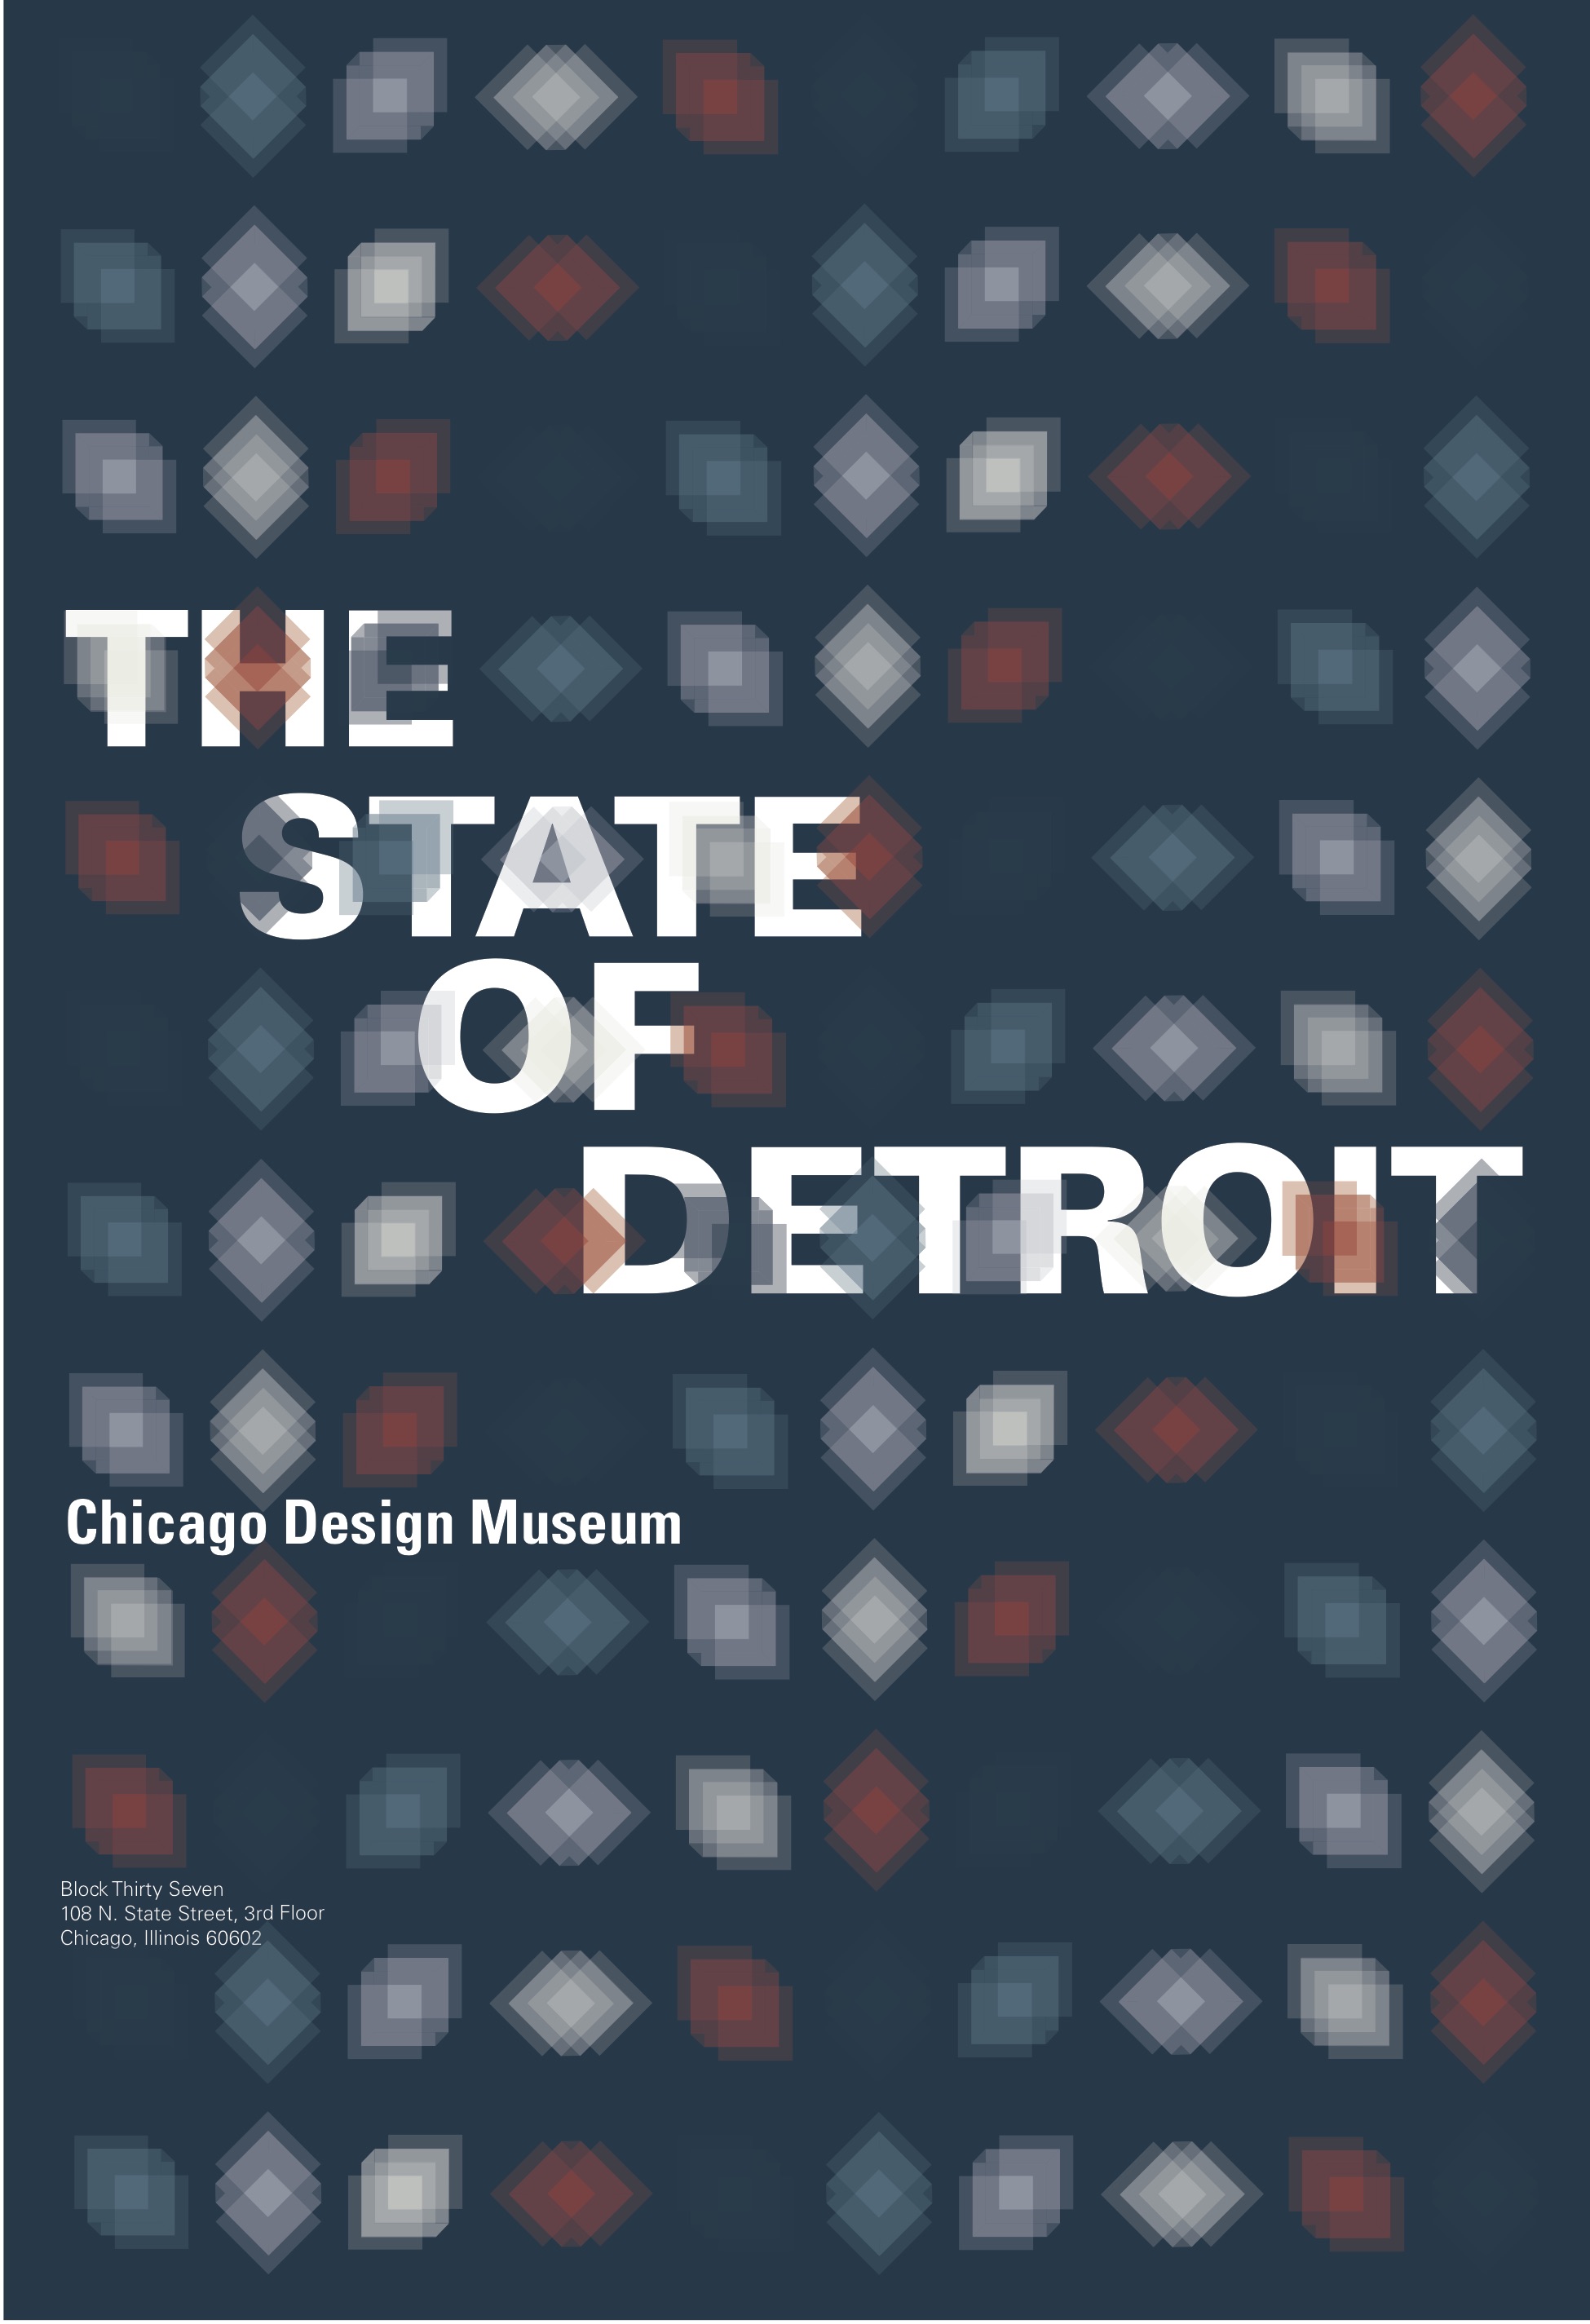 THE
STATE
OF
DETROIT
Chicago Design Museum
Block Thirty Seven
108 N. State Street, 3rd Floor
Chicago, Illinois 60602